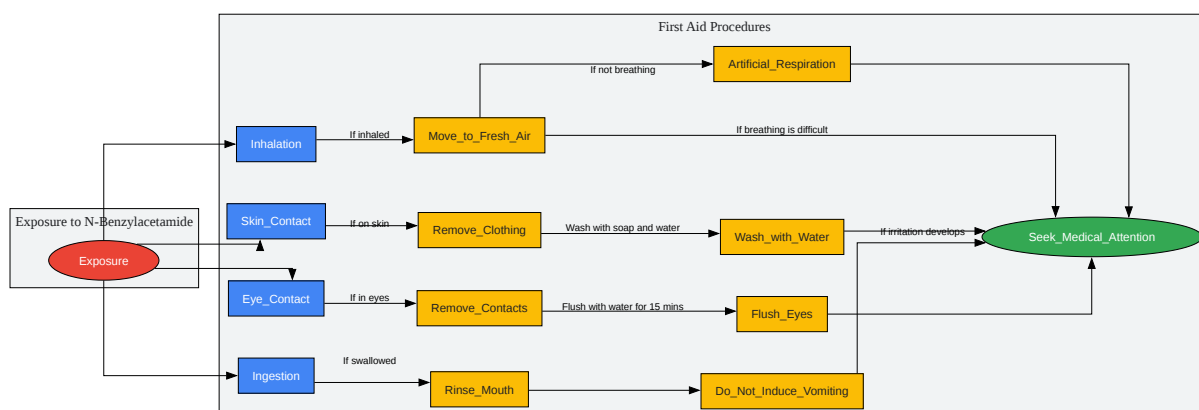 First Aid Procedures
If not breathing
Artificial_Respiration
Inhalation
If inhaled
Move_to_Fresh_Air
If breathing is difficult
Exposure to N-Benzylacetamide
Exposure
Skin_Contact
If on skin
Remove_Clothing
Wash with soap and water
Wash_with_Water
If irritation develops
Seek_Medical_Attention
Eye_Contact
If in eyes
Remove_Contacts
Flush with water for 15 mins
Flush_Eyes
Ingestion
If swallowed
Rinse_Mouth
Do_Not_Induce_Vomiting